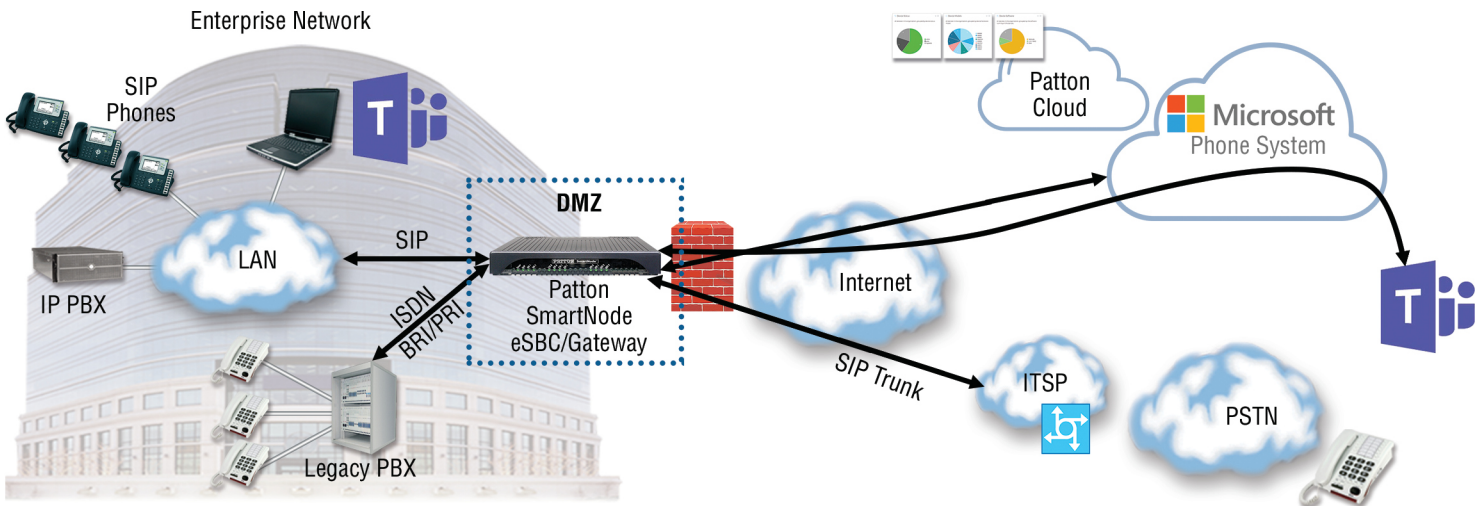 Enterprise Network
SIP
Phones
T
IP PBX
LAN
SIP
ISDN
BRI/PRI
Legacy PBX
DMZ
PATTON
Patton
SmartNode
eSBC/Gateway
Internet
SIP Trunk
Patton
Cloud
Microsoft
Phone System
T
ITSP
PSTN